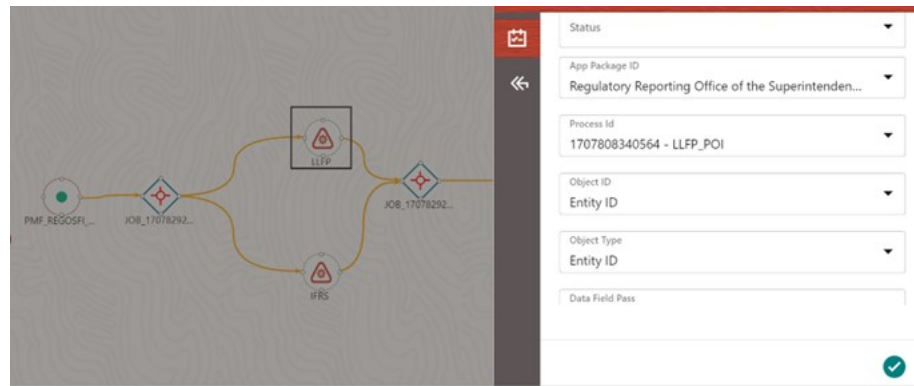 LLFP
PMF_REGOSFI_...
JOB_17078292...
JOB_17078292...
IFRS
Status
App Package ID
Regulatory Reporting Office of the Superintenden...
Process Id
1707808340564 - LLFP_POI
Object ID
Entity ID
Object Type
Entity ID
Data Field Pass